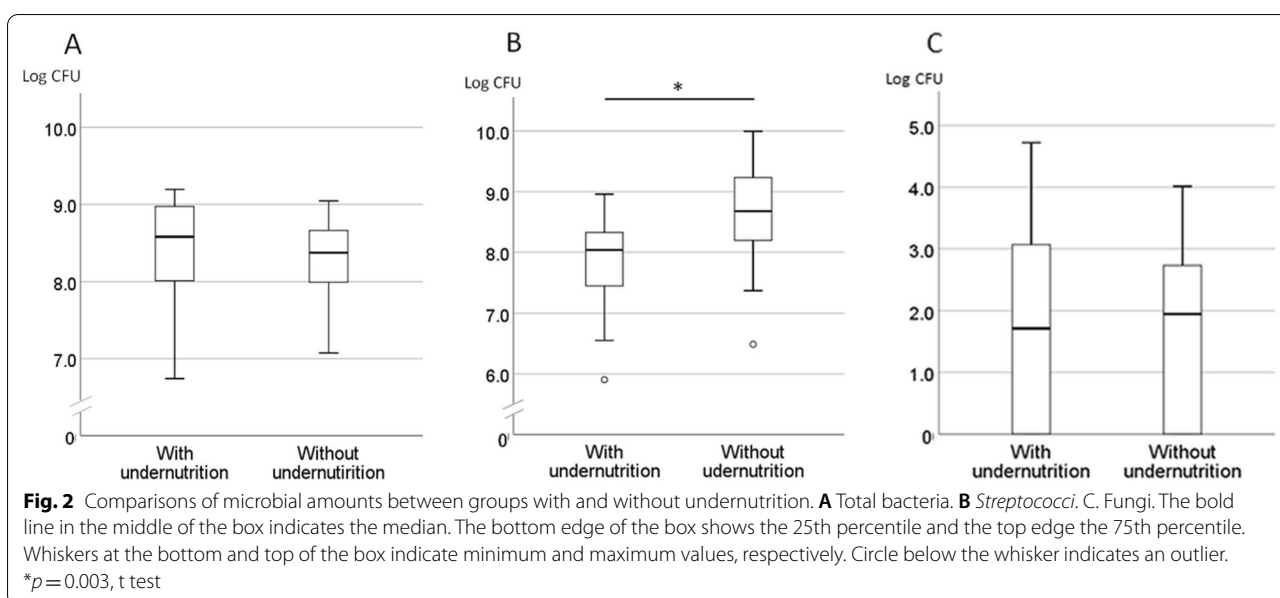 A
Log CFU
10.0
9.0
8.0
7.0
0
With
undernutrition
Without
undernutirition
B
Log CFU
*
10.0
9.0
8.0
7.0
6.0
0
With
undernutrition
Without
udernutrition
C
Log CFU
5.0
4.0
3.0
2.0
1.0
0
With
undernutrition
Without
undernutrition
Fig. 2 Comparisons of microbial amounts between groups with and without undernutrition. A Total bacteria. B Streptococci. C. Fungi. The bold
line in the middle of the box indicates the median. The bottom edge of the box shows the 25th percentile and the top edge the 75th percentile.
Whiskers at the bottom and top of the box indicate minimum and maximum values, respectively. Circle below the whisker indicates an outlier.
*p = 0.003, t test